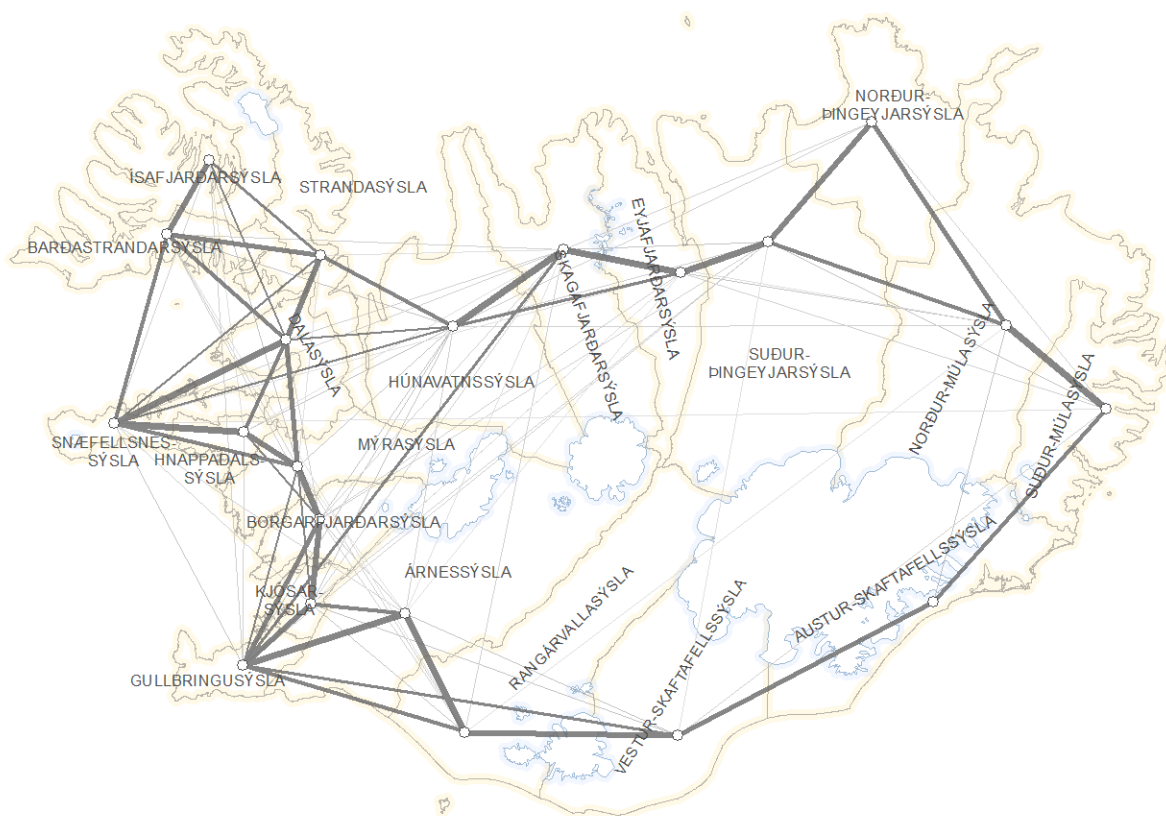 NORÐUR-
ÞINGEYJARSÝSLA
ÍSAFJARÐARSÝSLA
STRANDASÝSLA
BARÐASTRANDARSÝSLA
EYJAFJARÐARSÝSLA
SKAGAFJARÐARSÝSLA
DALASÝSLA
HÚNAVATNSSÝSLA
SUÐUR-
ÞINGEYJARSÝSLA
NORÐUR-MÚLASÝSLA
SUÐUR-MÚLASÝSLA
SNÆFELLSNES-
SÝSLA
HNAPPADALS-
SÝSLA
MÝRASÝSLA
BORGARFJARÐARSÝSLA
ÁRNESSÝSLA
KJÓSAR-
SÝSLA
GULLBRINGUSÝSLA
RANGÁRVALLASÝSLA
VESTUR-SKAFTAFELLSSÝSLA
AUSTUR-SKAFTAFELLSSÝSLA